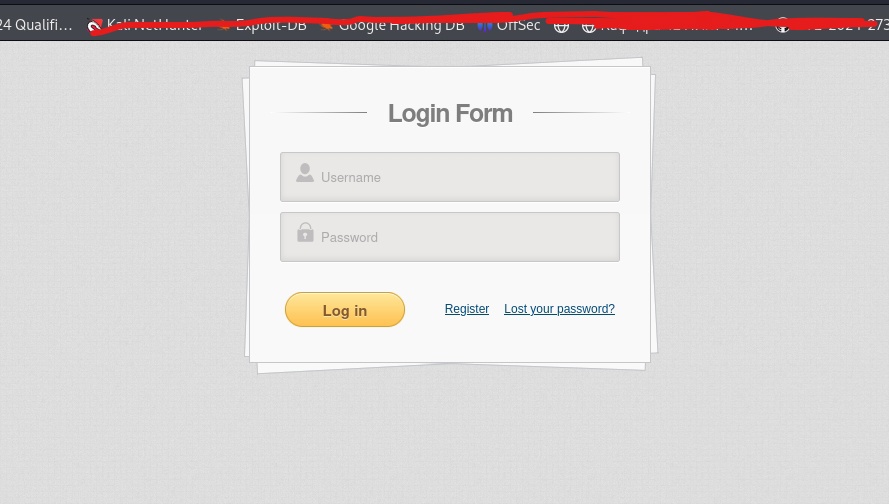 24 Qualifi... Kali NetHunter Exploit-DB Google Hacking DB OffSec
Login Form
Username
Password
Log in Register Lost your password?